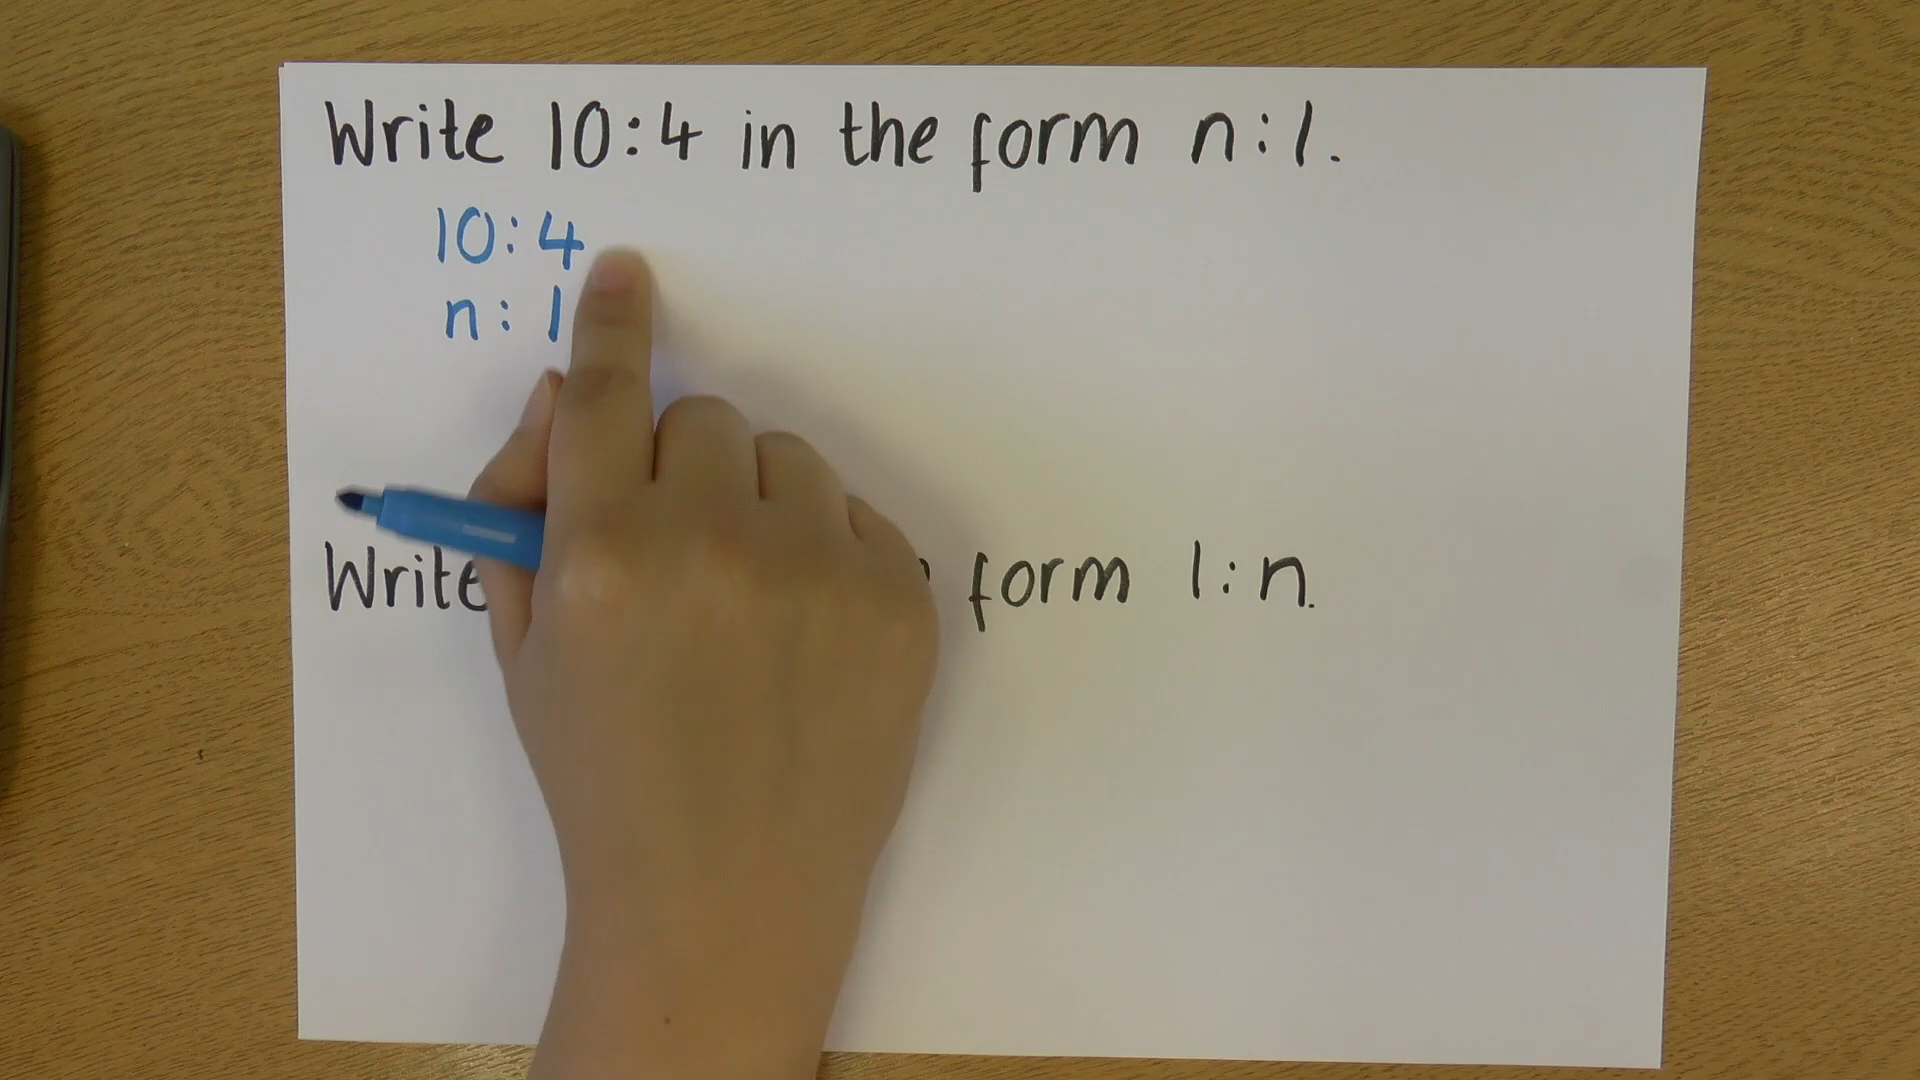 Write 10:4 in the form n:1.
10:4
n:1
Write form 1:n.